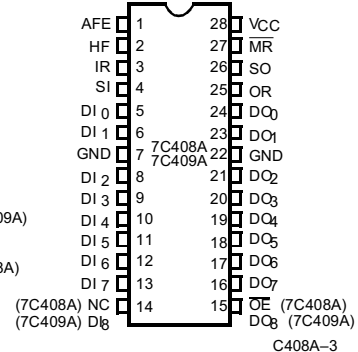 AFE 1 28 VCC
HF 2 27 MR
IR 3 26 SO
SI 4 25 OR
DI0 5 24 DO0
DI1 6 23 DO1
GND 7 7C408A 22 GND
7C409A
DI2 8 21 DO2
DI3 9 20 DO3
09A)
DI4 10 19 DO4
DI5 11 18 DO5
DI6 12 17 DO6
8A)
DI7 13 16 DO7
(7C408A) NC 14 15 OE (7C408A)
(7C409A) DI8 DO8 (7C409A)
C408A–3